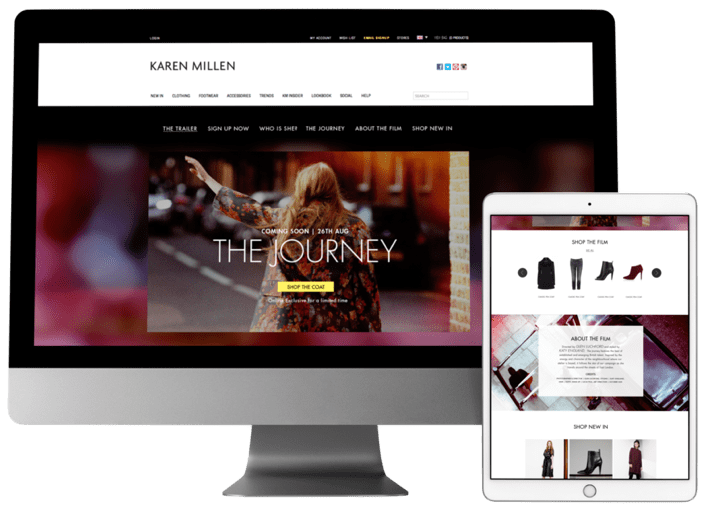 LOGIN
MY ACCOUNT WISH LIST EMAIL SIGNUP STORES
KAREN MILLEN
NEW IN CLOTHING FOOTWEAR ACCESSORIES TRENDS KM INSIDER LOOKBOOK SOCIAL HELP
SEARCH
THE TRAILER SIGN UP NOW WHO IS SHE? THE JOURNEY ABOUT THE FILM SHOP NEW IN
COMING SOON | 26TH AUG
THE JOURNEY
SHOP THE COAT
Online Exclusive for a limited time
SHOP THE FILM
ABOUT THE FILM
SHOP NEW IN